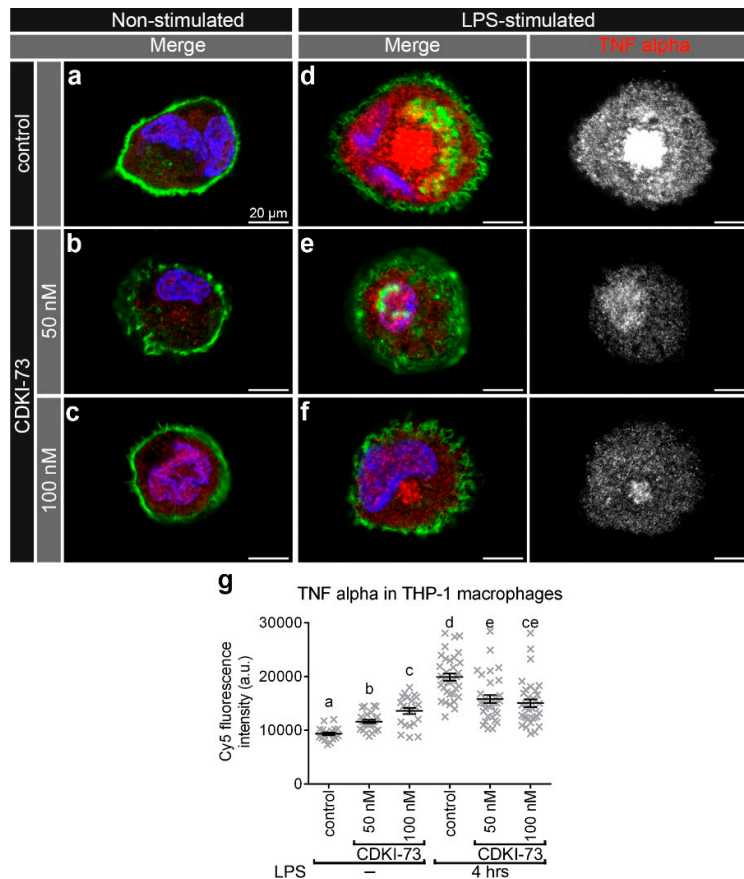 Non-stimulated LPS-stimulated
Merge Merge TNF alpha
control
a
20 µm
d
CDKI-73
50 nM
b
e
100 nM
c
f
g
TNF alpha in THP-1 macrophages
Cy5 fluorescence
intensity (a.u.)
30000
20000
10000
0
a b c d e ce
control 50 nM 100 nM control 50 nM 100 nM
CDKI-73 CDKI-73
LPS – 4 hrs